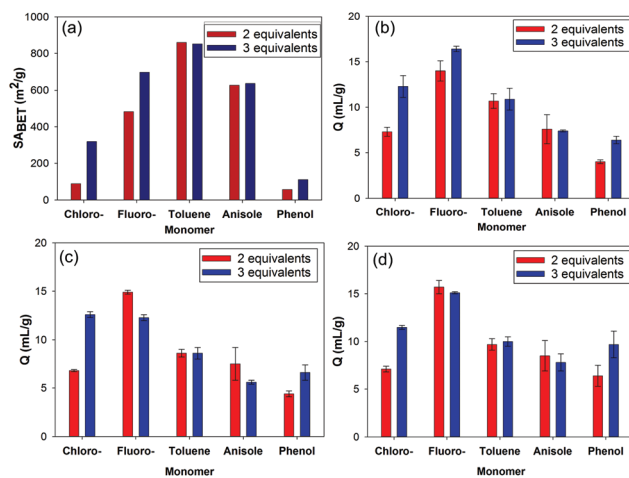 (a)
2 equivalents
3 equivalents
SABET (m²/g)
1000
800
600
400
200
0
Chloro- Fluoro- Toluene Anisole Phenol
Monomer
(b)
2 equivalents
3 equivalents
Q (mL/g)
20
15
10
5
0
Chloro- Fluoro- Toluene Anisole Phenol
Monomer
(c)
2 equivalents
3 equivalents
Q (mL/g)
20
15
10
5
0
Chloro- Fluoro- Toluene Anisole Phenol
Monomer
(d)
2 equivalents
3 equivalents
Q (mL/g)
20
15
10
5
0
Chloro- Fluoro- Toluene Anisole Phenol
Monomer